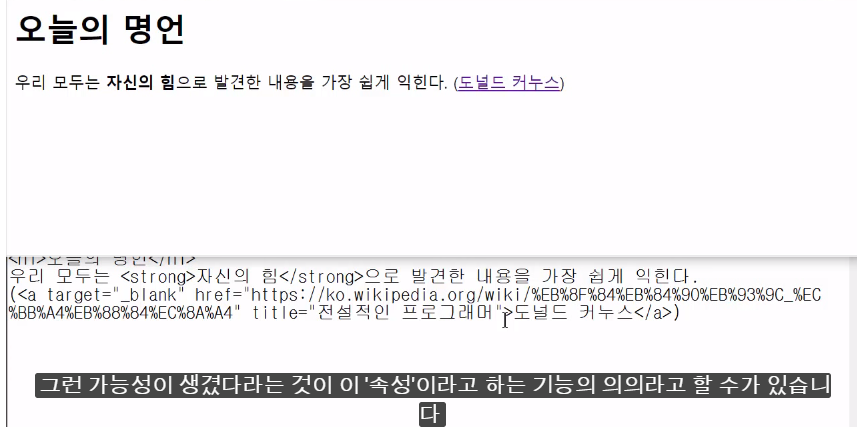 오늘의 명언
우리 모두는 자신의 힘으로 발견한 내용을 가장 쉽게 익힌다. (도널드 커누스)
<h1>오늘의 명언</h1>
우리 모두는 <strong>자신의 힘</strong>으로 발견한 내용을 가장 쉽게 익힌다.
(<a target="_blank" href="https://ko.wikipedia.org/wiki/%EB%8F%84%EB%84%90%EB%93%9C_%EC
%BB%A4%EB%88%84%EC%8A%A4" title="전설적인 프로그래머">도널드 커누스</a>)
그런 가능성이 생겼다라는 것이 이 '속성'이라고 하는 기능의 의의라고 할 수가 있습니
다